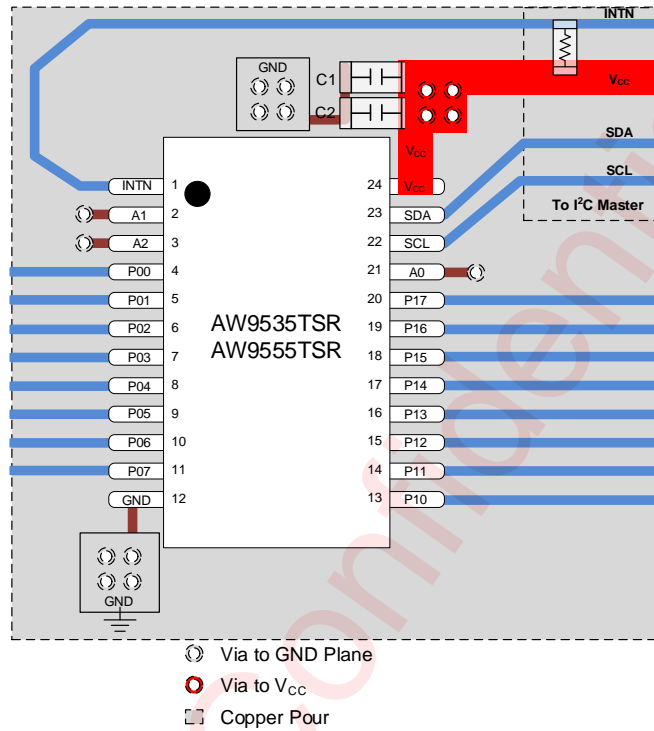 INTN
GND
C1
Vcc
C2
SDA
Vcc
SCL
INTN 1
24 Vcc
To I²C Master
A1 2
23 SDA
A2 3
22 SCL
P00 4
21 A0
P01 5
20 P17
P02 6
19 P16
AW9535TSR
AW9555TSR
P03 7
18 P15
P04 8
17 P14
P05 9
16 P13
P06 10
15 P12
P07 11
14 P11
GND 12
13 P10
GND
Via to GND Plane
Via to VCC
Copper Pour
Confidenti